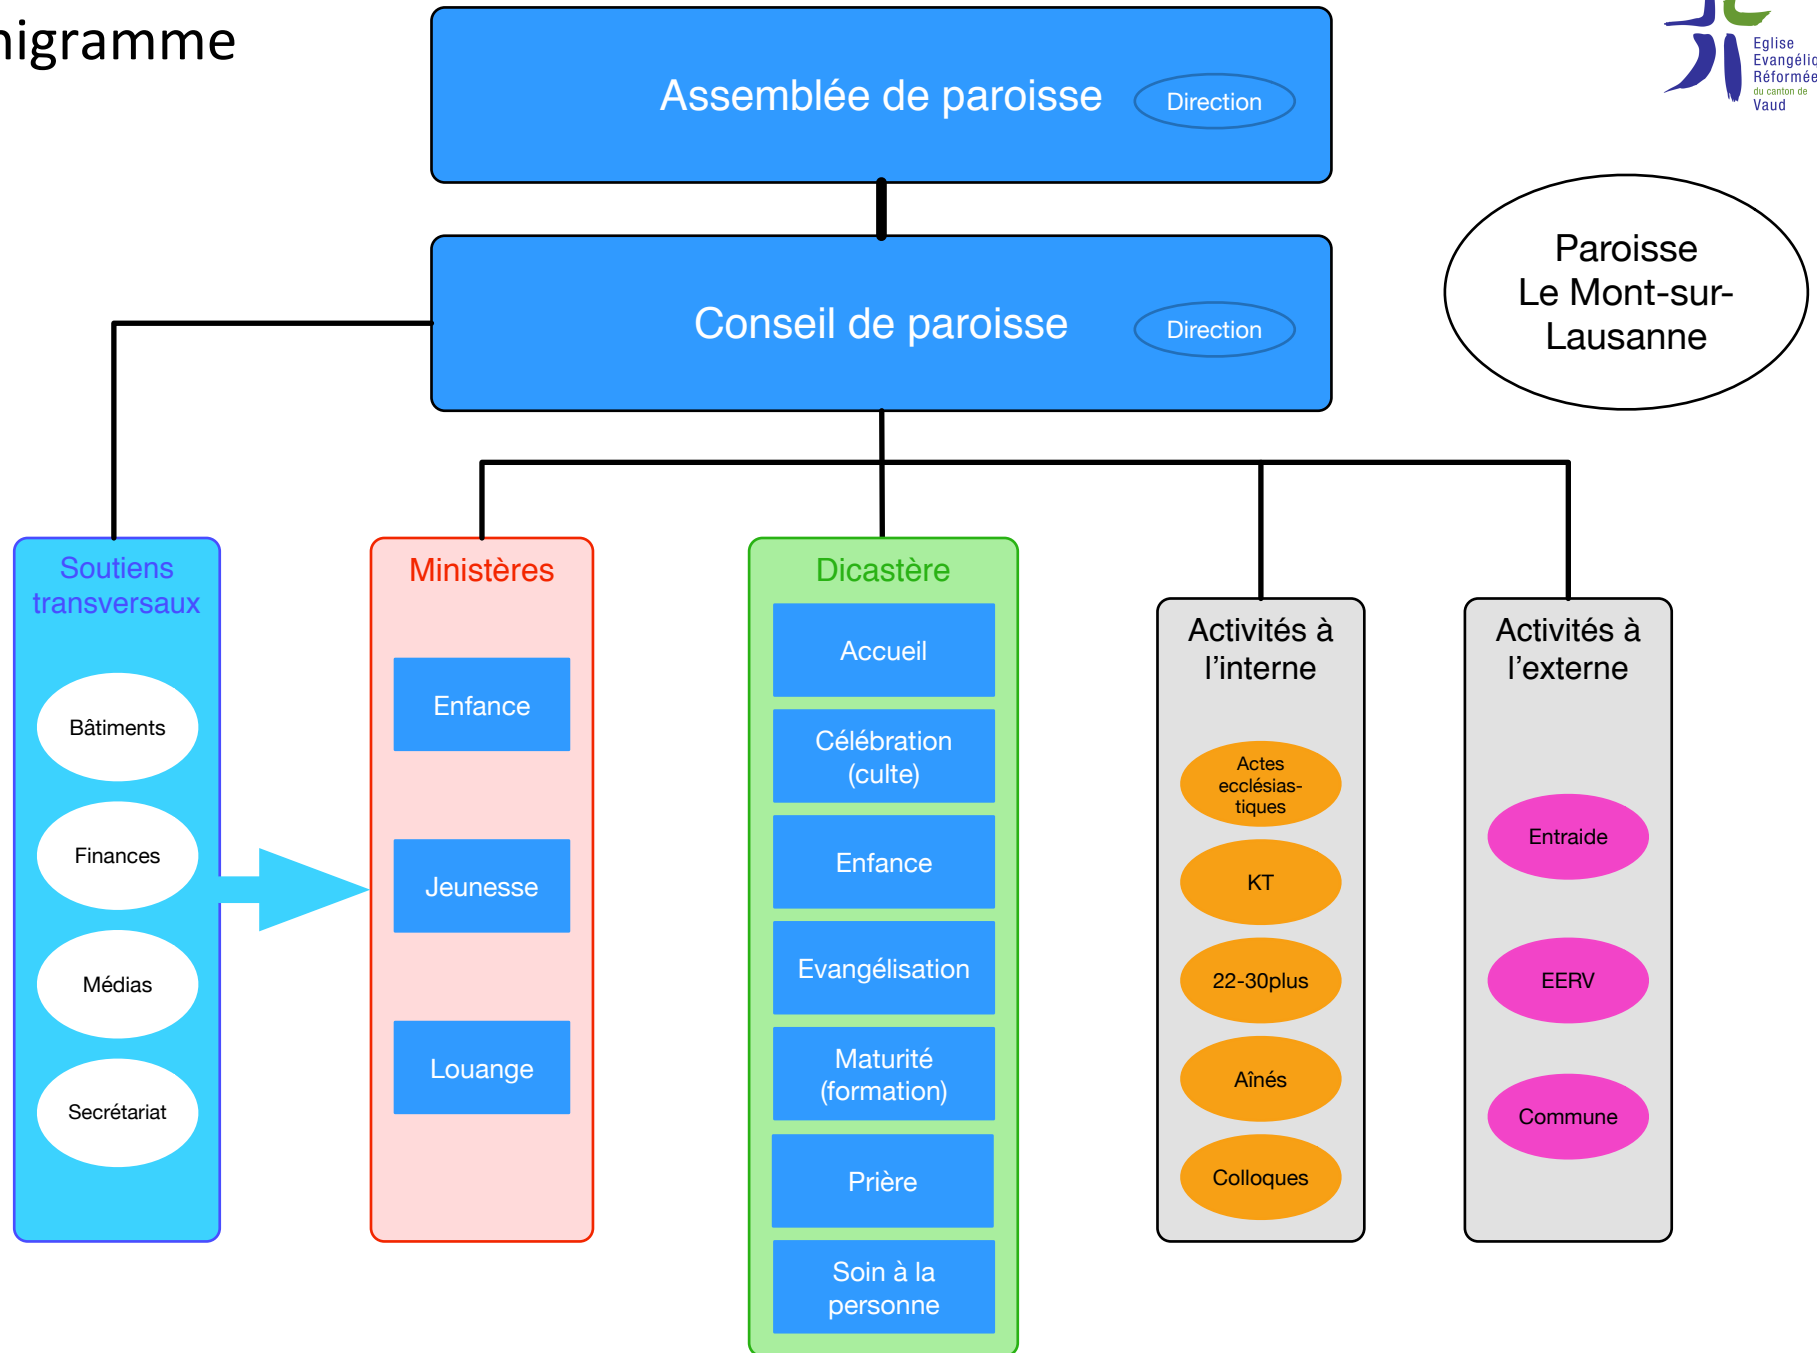 nigramme
Assemblée de paroisse
Direction
Eglise
Evangéliq
Réformée
du canton de
Vaud
Conseil de paroisse
Direction
Paroisse
Le Mont-sur-
Lausanne
Soutiens
transversaux
Bâtiments
Finances
Médias
Secrétariat
Ministères
Enfance
Jeunesse
Louange
Dicastère
Accueil
Célébration
(culte)
Enfance
Evangélisation
Maturité
(formation)
Prière
Soin à la
personne
Activités à
l'interne
Actes
ecclésias-
tiques
KT
22-30plus
Aînés
Colloques
Activités à
l'externe
Entraide
EERV
Commune